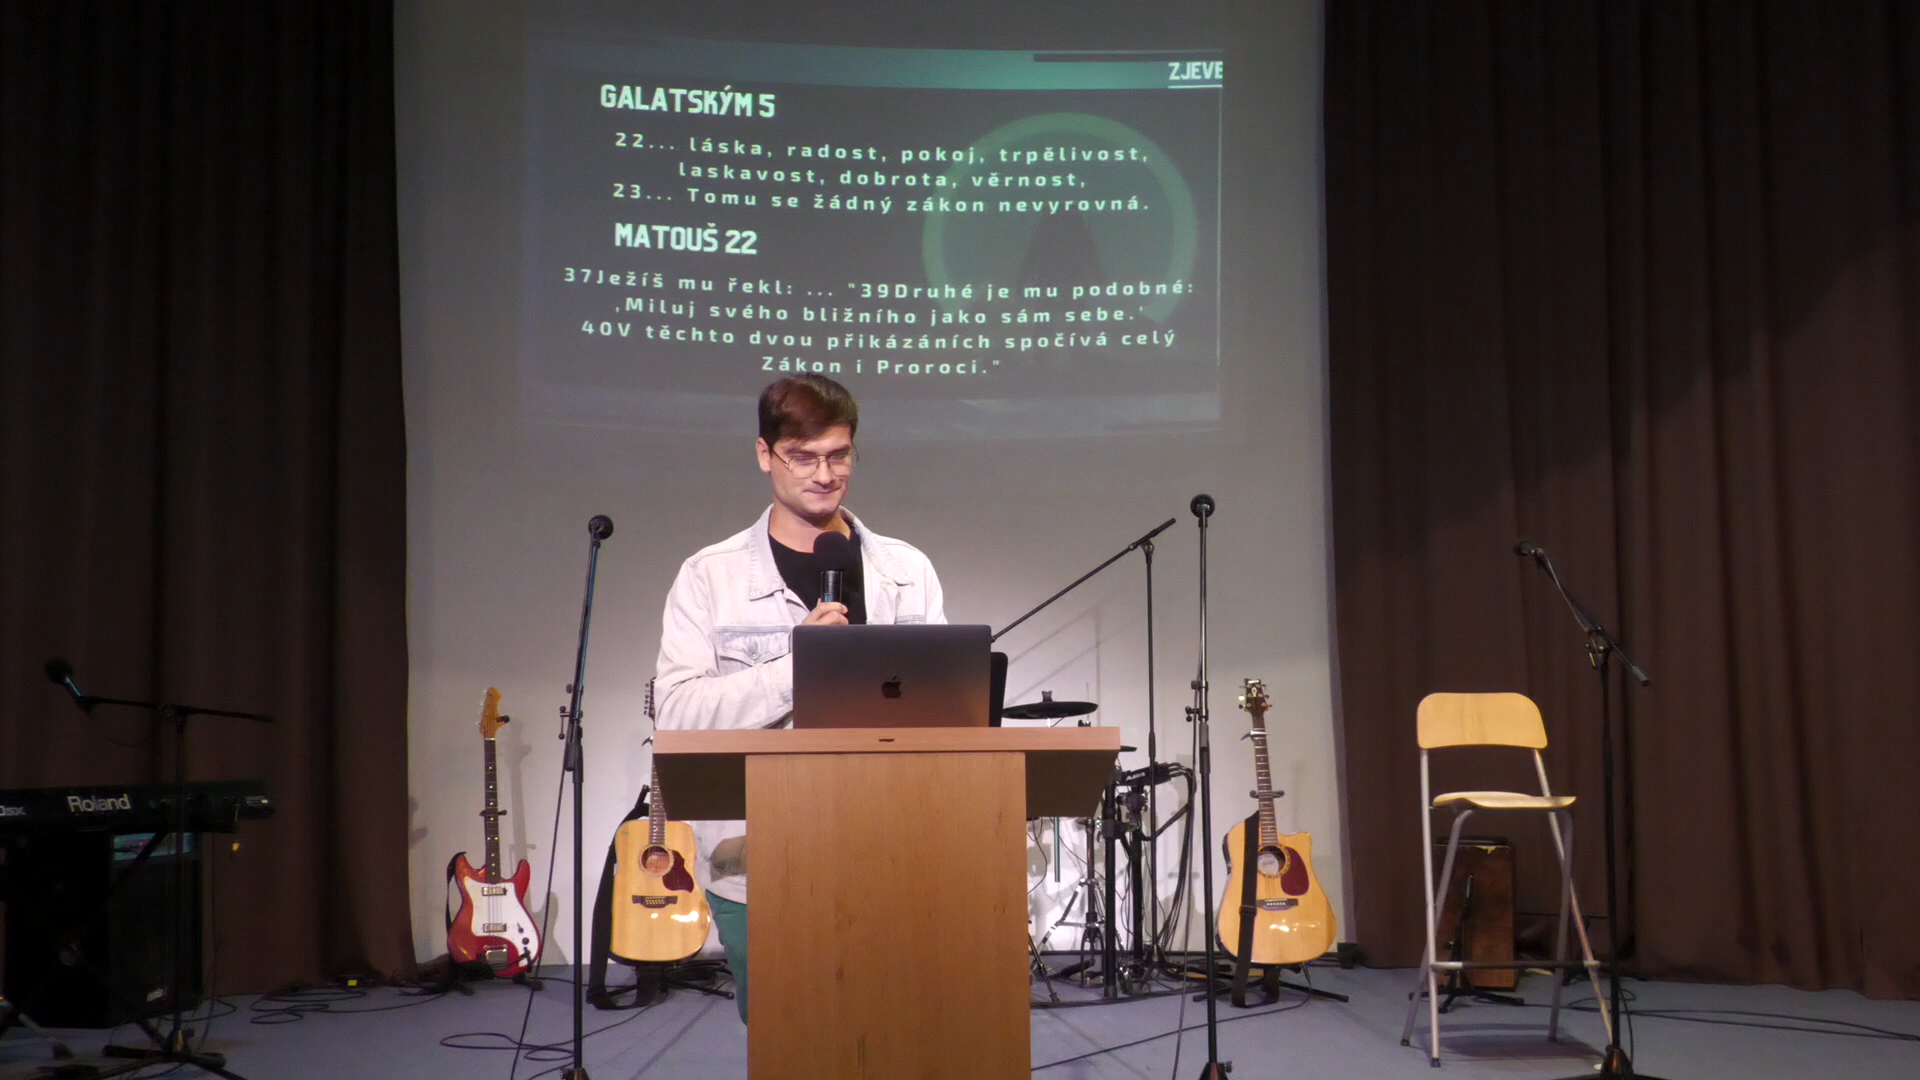 ZJEVE
GALATSKÝM 5
22... láska, radost, pokoj, trpělivost,
laskavost, dobrota, věrnost,
23... Tomu se žádný zákon nevyrovná.
MATOUŠ 22
37Ježíš mu řekl: ... "39Druhé je mu podobné:
‚Miluj svého bližního jako sám sebe.'
40V těchto dvou přikázáních spočívá celý
Zákon i Proroci."
Roland